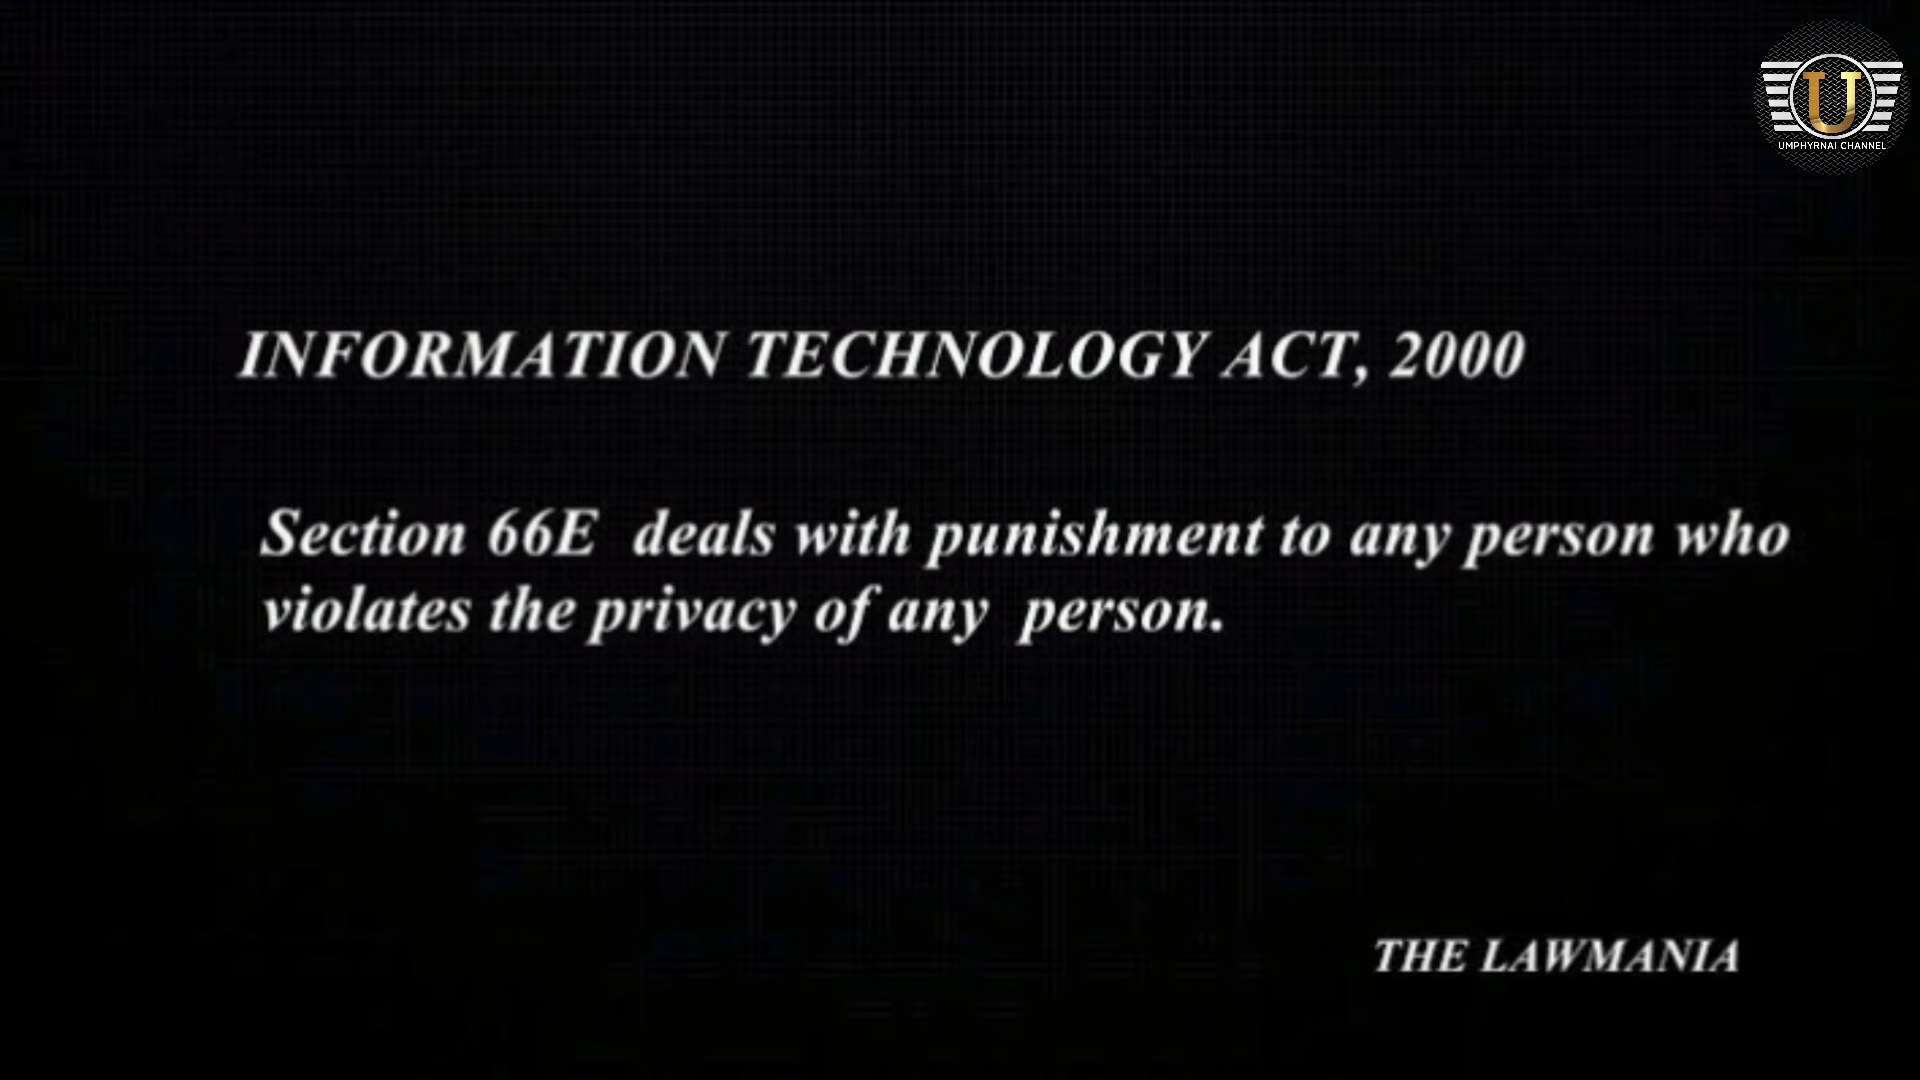 U
UMPHYRNAI CHANNEL
INFORMATION TECHNOLOGY ACT, 2000
Section 66E deals with punishment to any person who
violates the privacy of any person.
THE LAWMANIA